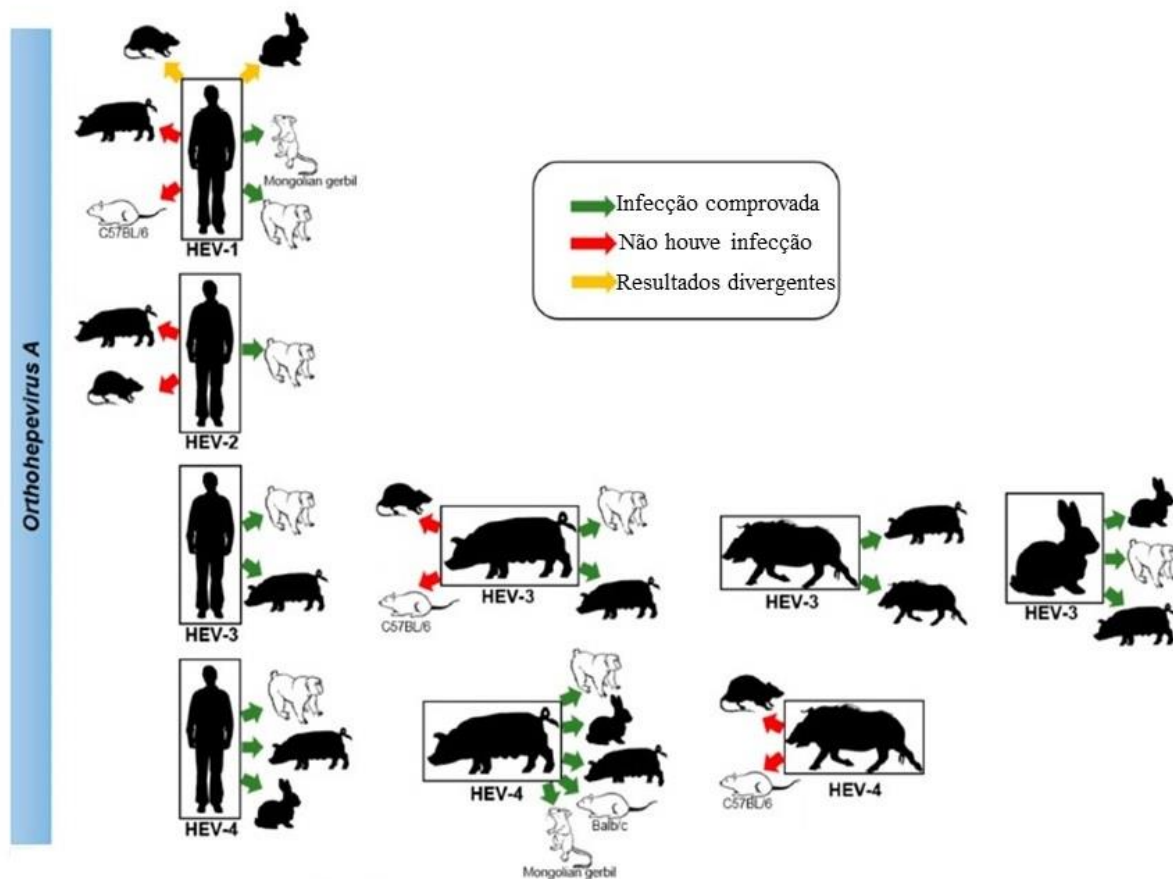 Orthohepevirus A
Mongolian gerbil
C57BL/6
HEV-1
Infecção comprovada
Não houve infecção
Resultados divergentes
HEV-2
HEV-3
C57BL/6
HEV-3
HEV-3
HEV-3
HEV-4
HEV-4
Balb/c
Mongolian gerbil
C57BL/6
HEV-4